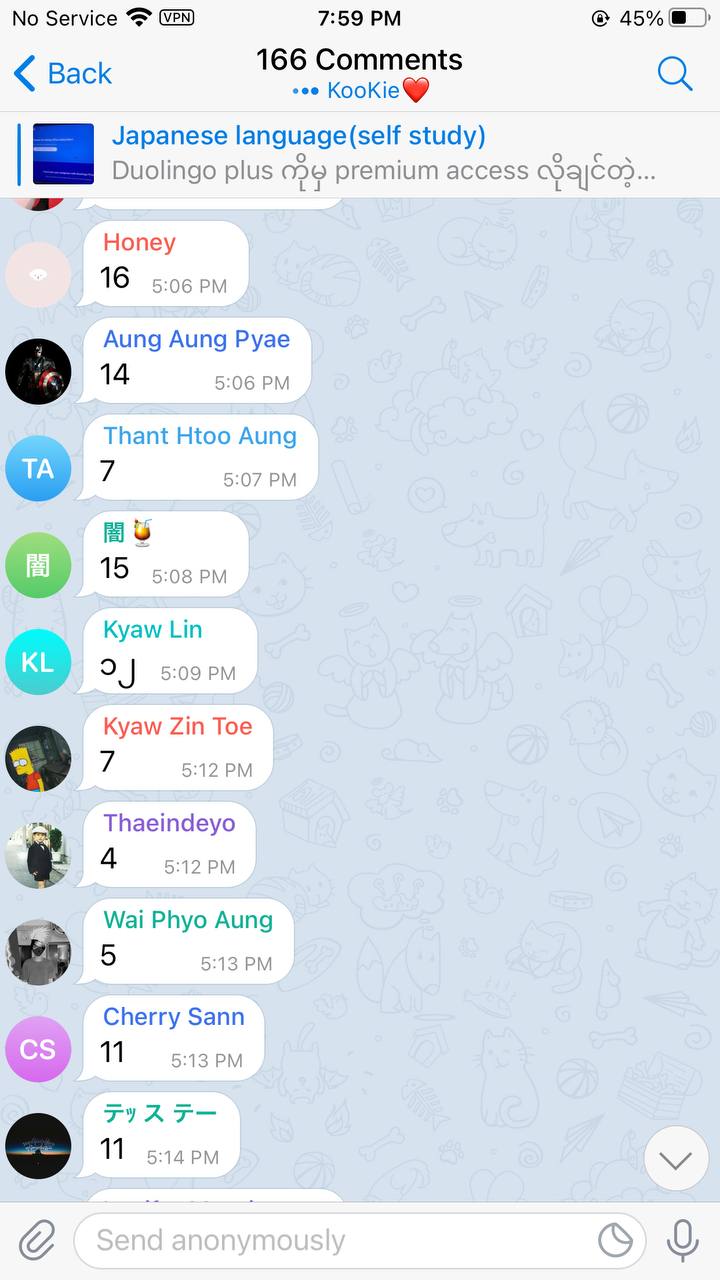 No Service VPN 7:59 PM 45%
Back 166 Comments
KooKie❤️
Japanese language(self study)
Duolingo plus ကိုမှ premium access လိုချင်တဲ့...
Honey
16 5:06 PM
Aung Aung Pyae
14 5:06 PM
TA
Thant Htoo Aung
7 5:07 PM
闇
闇🍹
15 5:08 PM
KL
Kyaw Lin
၁၂ 5:09 PM
Kyaw Zin Toe
7 5:12 PM
Thaeindeyo
4 5:12 PM
Wai Phyo Aung
5 5:13 PM
CS
Cherry Sann
11 5:13 PM
テッ ス テー
11 5:14 PM
Send anonymously